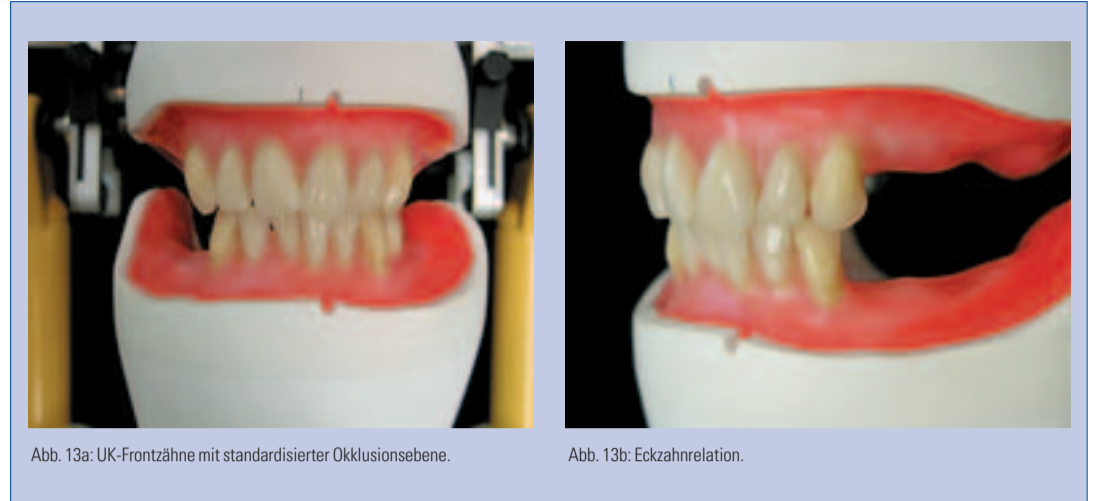 Abb. 13a: UK-Frontzähne mit standardisierter Okklusionsebene.
Abb. 13b: Eckzahnrelation.